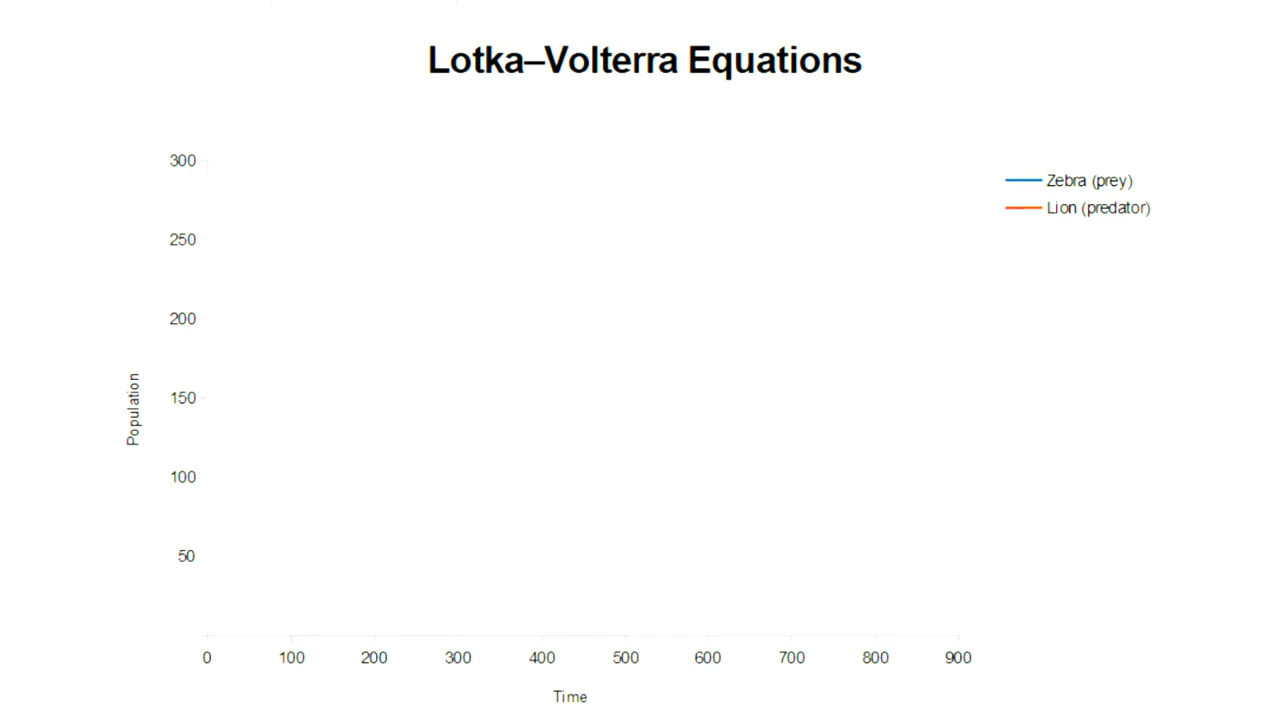 Lotka–Volterra Equations
300
250
200
150
100
50
Population
0 100 200 300 400 500 600 700 800 900
Time
Zebra (prey)
Lion (predator)